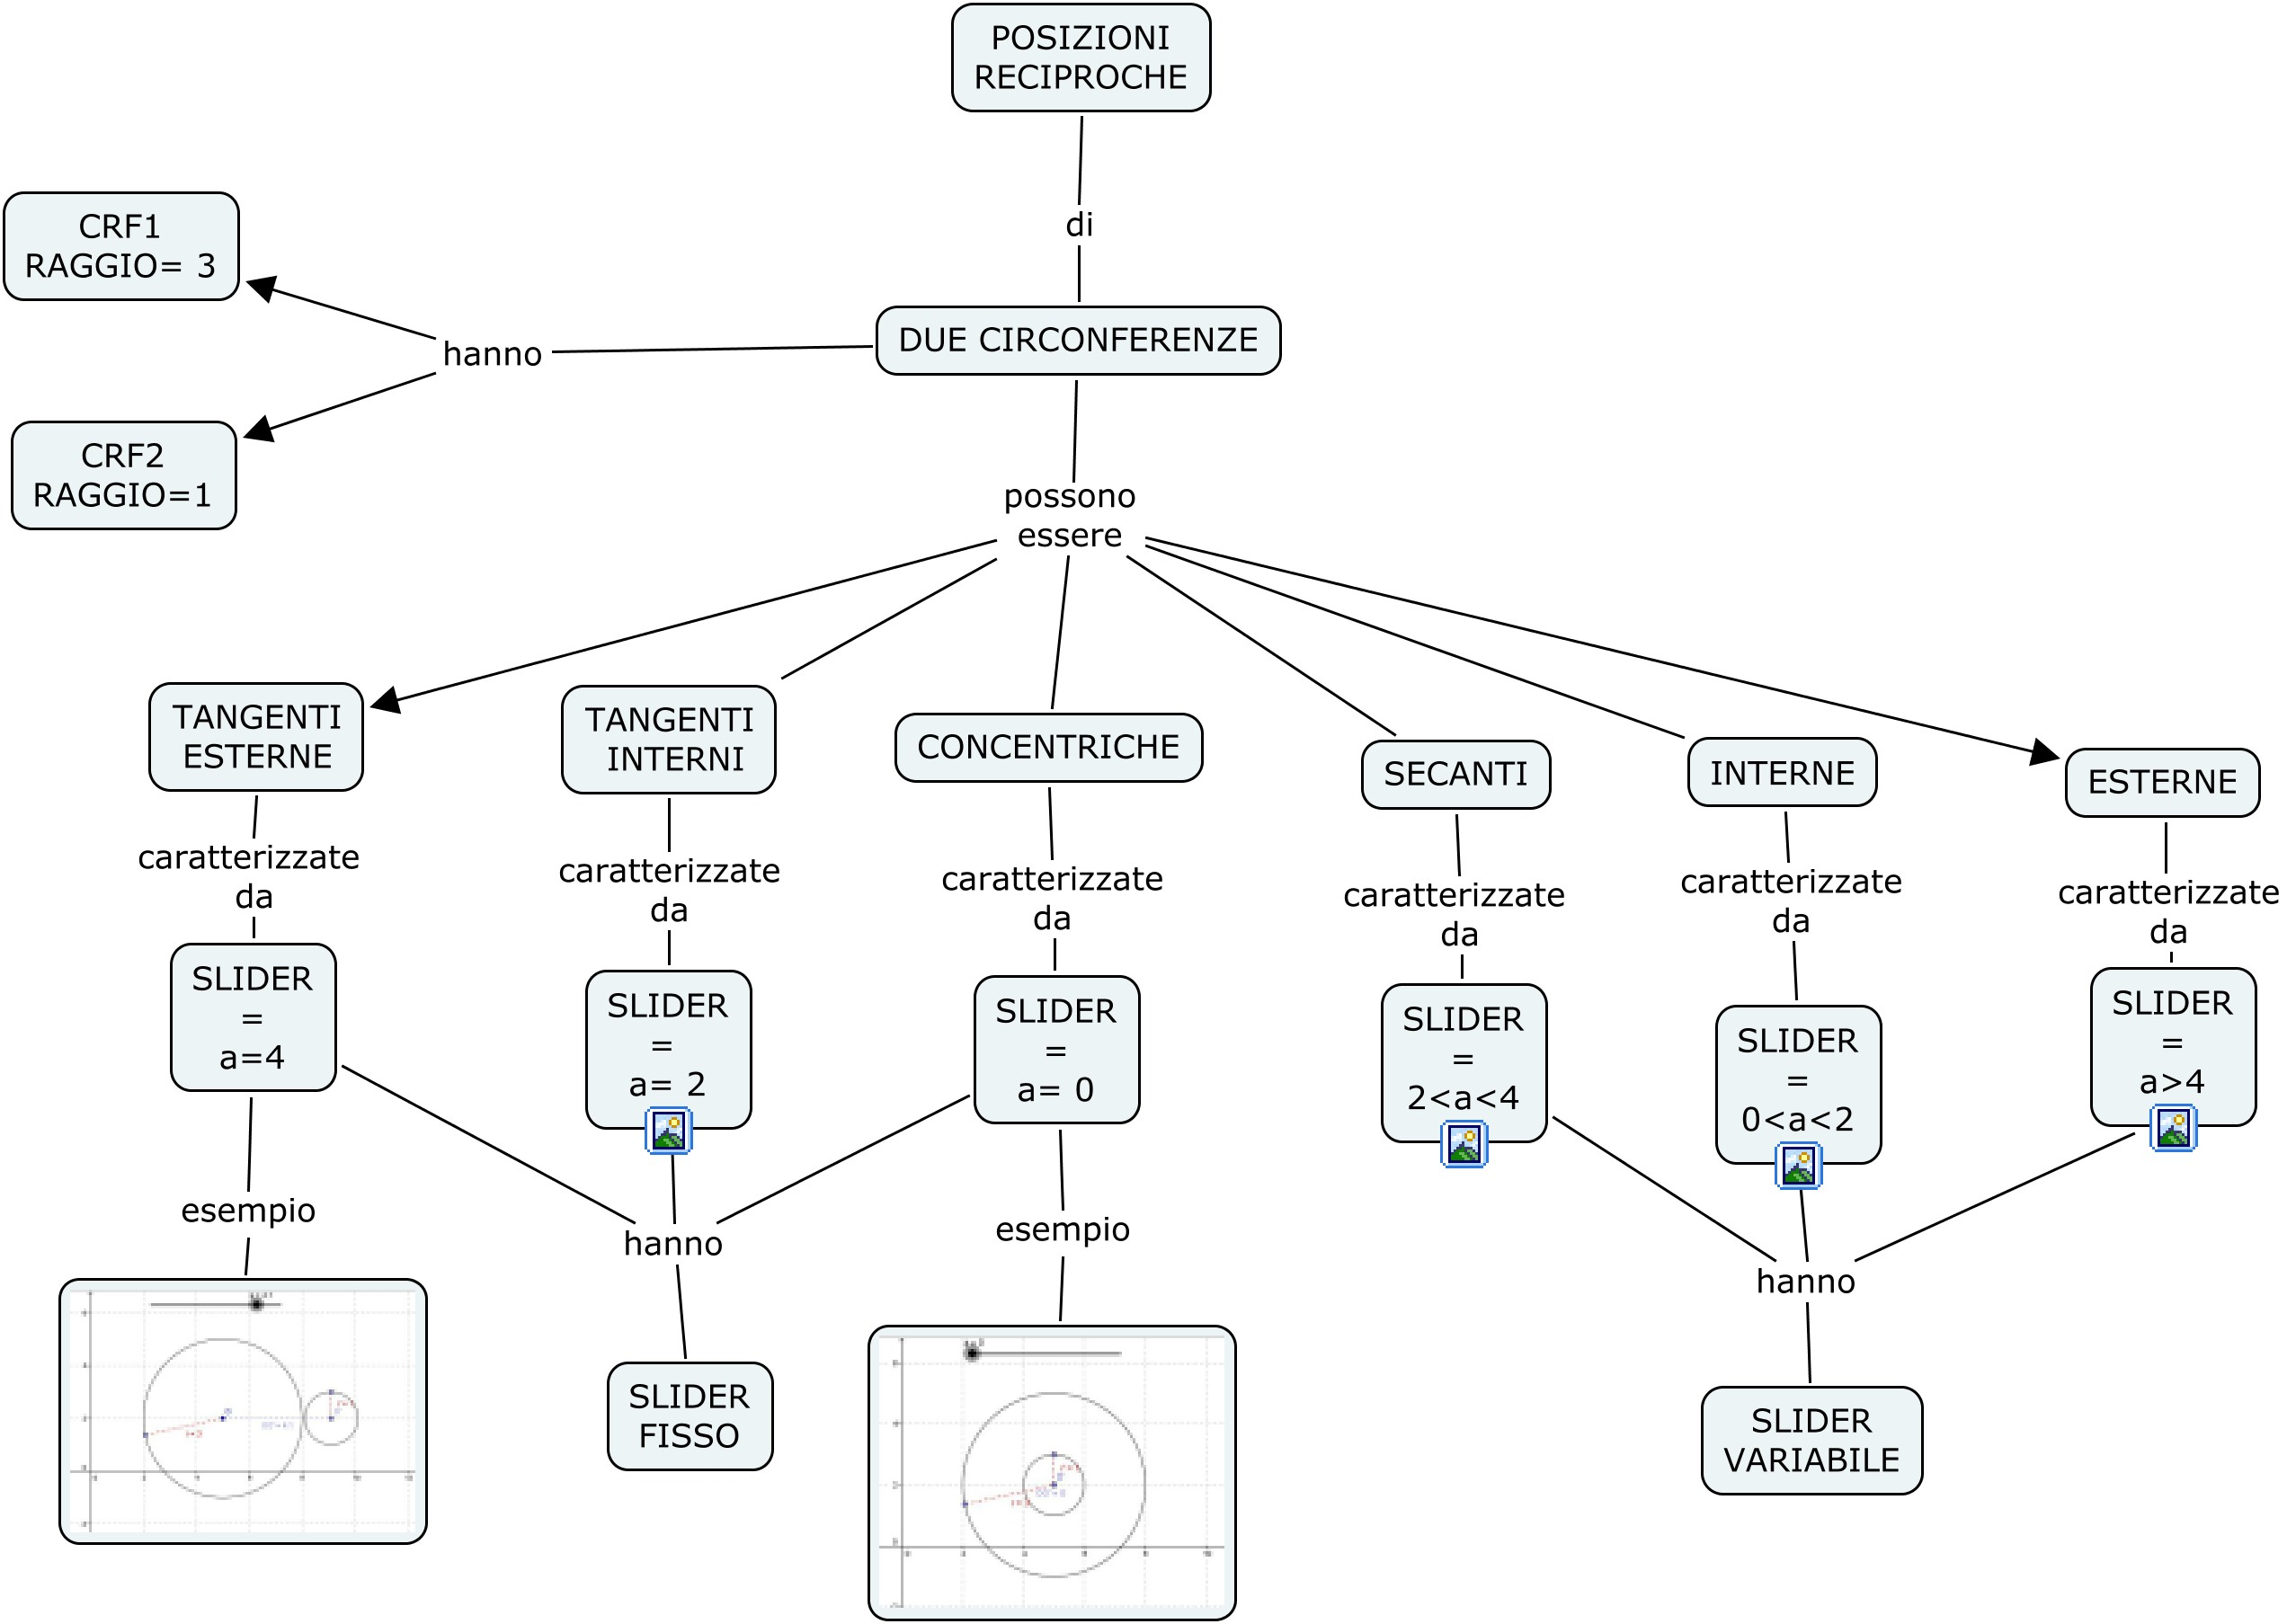 POSIZIONI
RECIPROCHE
di
CRF1
RAGGIO= 3
DUE CIRCONFERENZE
hanno
CRF2
RAGGIO=1
possono
essere
TANGENTI
ESTERNE
TANGENTI
INTERNI
CONCENTRICHE
SECANTI
INTERNE
ESTERNE
caratterizzate
da
caratterizzate
da
caratterizzate
da
caratterizzate
da
caratterizzate
da
caratterizzate
da
SLIDER
=
a=4
SLIDER
=
a= 2
SLIDER
=
a= 0
SLIDER
=
2<a<4
SLIDER
=
0<a<2
SLIDER
=
a>4
esempio
hanno
esempio
hanno
SLIDER
FISSO
SLIDER
VARIABILE